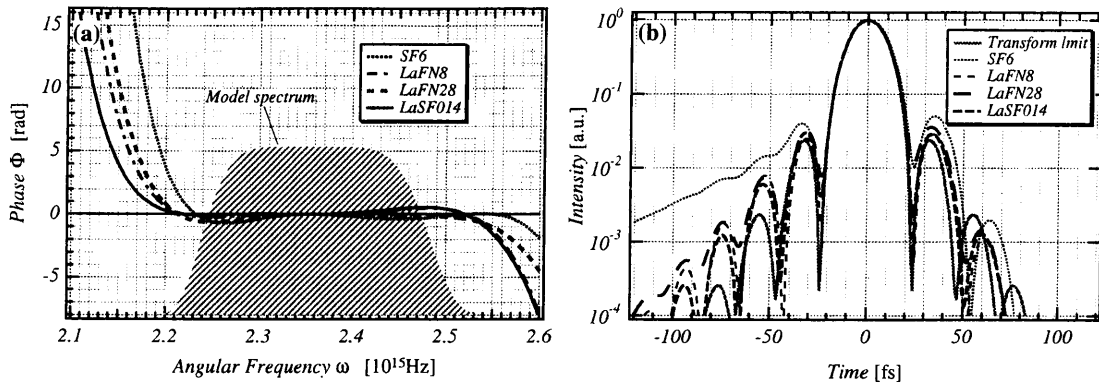 (a)
15
10
5
0
-5
Phase Φ [rad]
SF6
LaFN8
LaFN28
LaSF014
Model spectrum
2.1
2.2
2.3
2.4
2.5
2.6
Angular Frequency ω [10¹⁵Hz]
(b)
10⁰
10⁻¹
10⁻²
10⁻³
10⁻⁴
Intensity [a.u.]
Transform lmit
SF6
LaFN8
LaFN28
LaSF014
-100
-50
0
50
100
Time [fs]